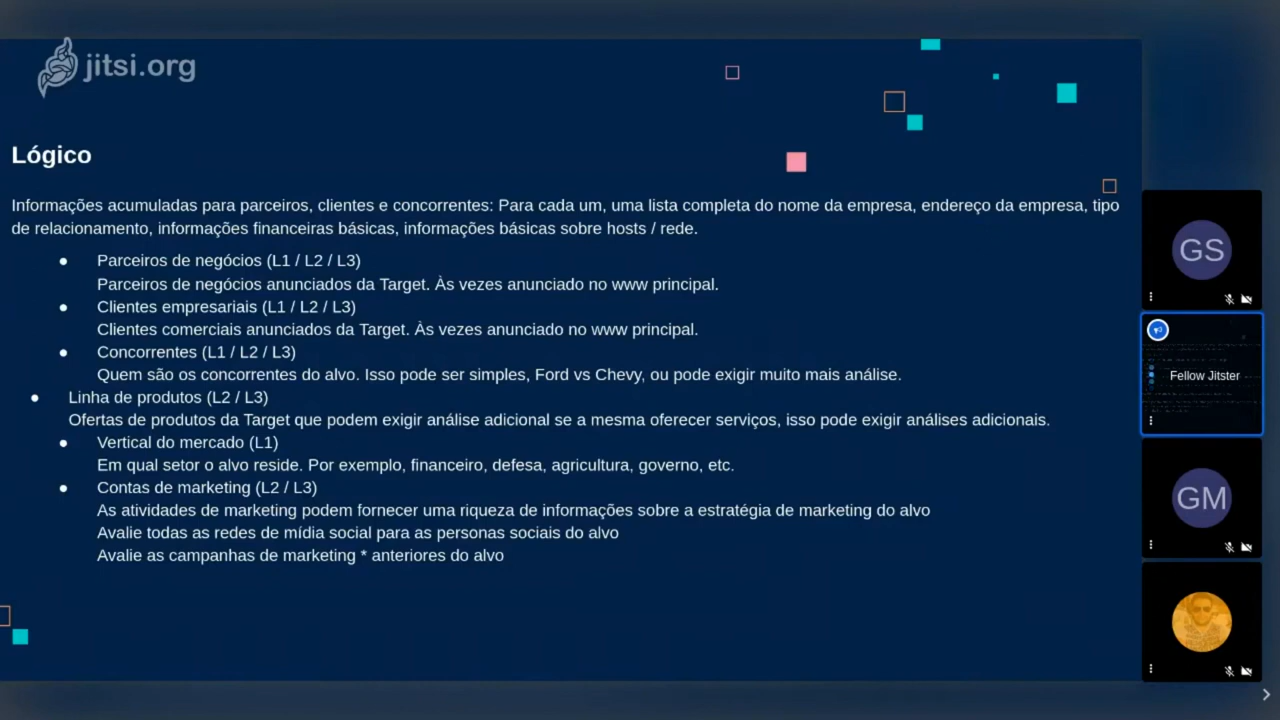 jitsi.org
Lógico
Informações acumuladas para parceiros, clientes e concorrentes: Para cada um, uma lista completa do nome da empresa, endereço da empresa, tipo
de relacionamento, informações financeiras básicas, informações básicas sobre hosts / rede.
● Parceiros de negócios (L1 / L2 / L3)
Parceiros de negócios anunciados da Target. Às vezes anunciado no www principal.
● Clientes empresariais (L1 / L2 / L3)
Clientes comerciais anunciados da Target. Às vezes anunciado no www principal.
● Concorrentes (L1 / L2 / L3)
Quem são os concorrentes do alvo. Isso pode ser simples, Ford vs Chevy, ou pode exigir muito mais análise.
● Linha de produtos (L2 / L3)
Ofertas de produtos da Target que podem exigir análise adicional se a mesma oferecer serviços, isso pode exigir análises adicionais.
● Vertical do mercado (L1)
Em qual setor o alvo reside. Por exemplo, financeiro, defesa, agricultura, governo, etc.
● Contas de marketing (L2 / L3)
As atividades de marketing podem fornecer uma riqueza de informações sobre a estratégia de marketing do alvo
Avalie todas as redes de mídia social para as personas sociais do alvo
Avalie as campanhas de marketing * anteriores do alvo
GS
Fellow Jitster
GM